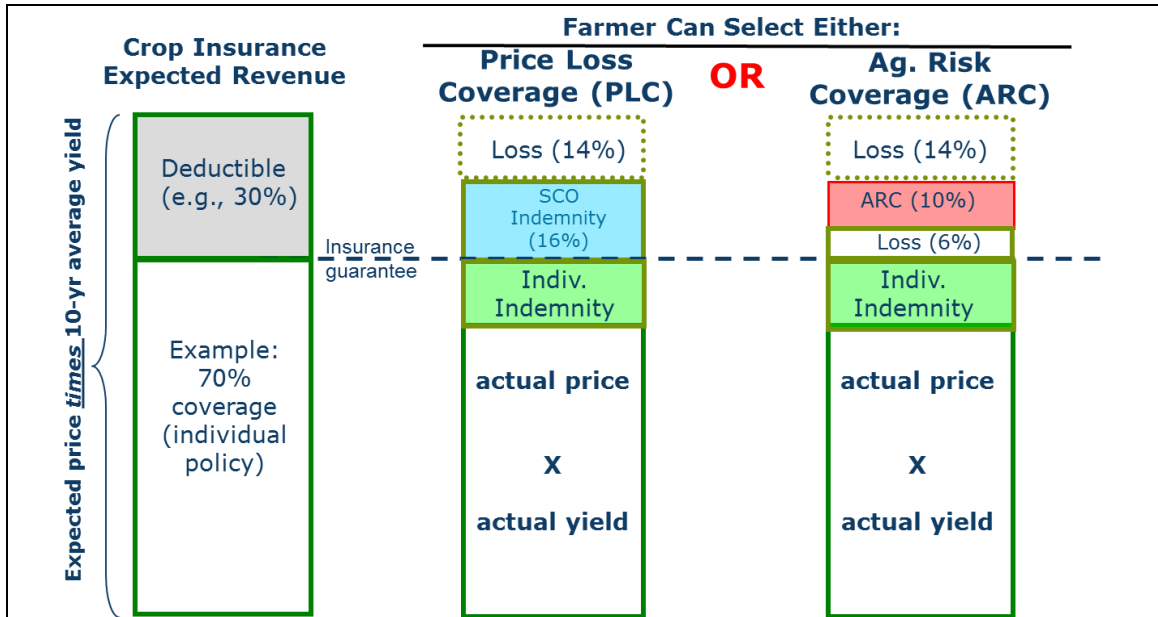 Farmer Can Select Either:
Crop Insurance
Expected Revenue
Price Loss
Coverage (PLC)
OR
Ag. Risk
Coverage (ARC)
Expected price times 10-yr average yield
Deductible
(e.g., 30%)
Insurance
guarantee
Example:
70%
coverage
(individual
policy)
Loss (14%)
SCO
Indemnity
(16%)
Indiv.
Indemnity
actual price
X
actual yield
Loss (14%)
ARC (10%)
Loss (6%)
Indiv.
Indemnity
actual price
X
actual yield